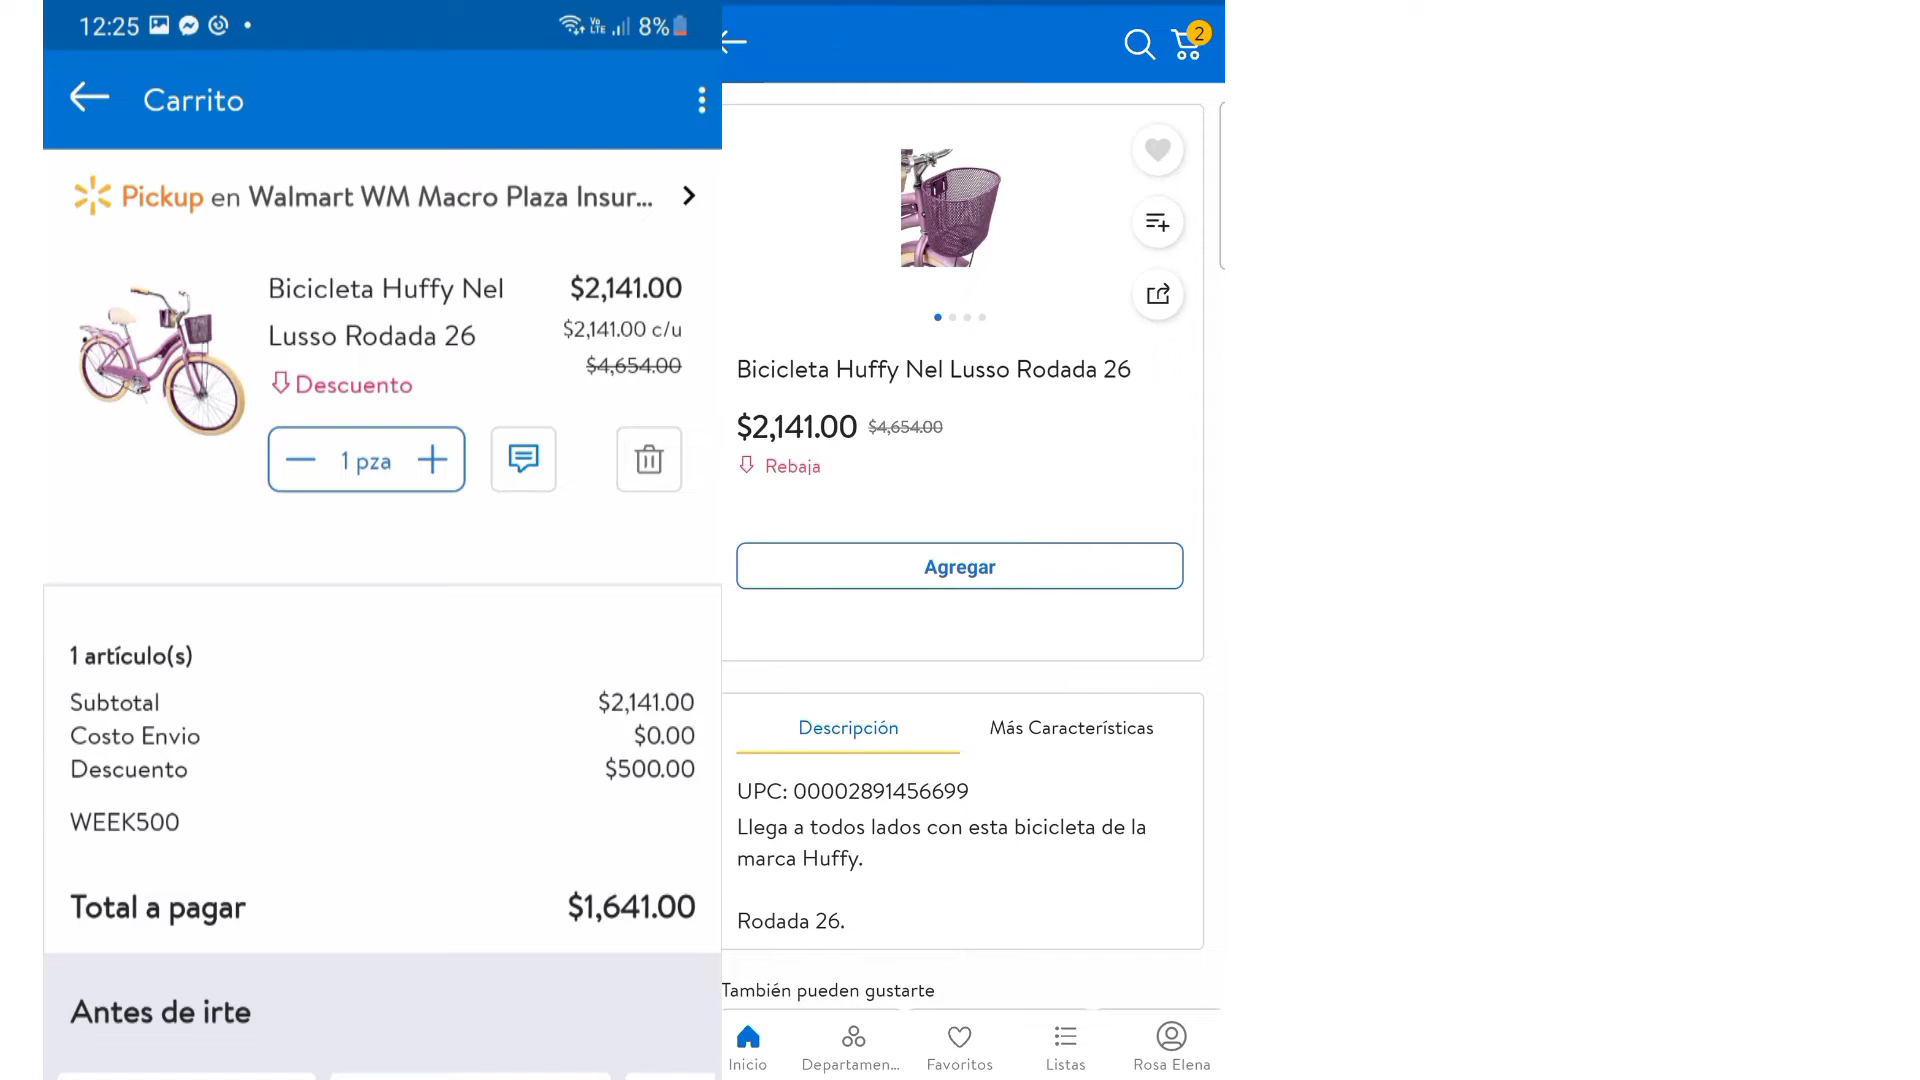 12:25
Vo LTE 8%
Carrito
Pickup en Walmart WM Macro Plaza Insur...
Bicicleta Huffy Nel
Lusso Rodada 26
$2,141.00
$2,141.00 c/u
$4,654.00
Descuento
1 pza
1 artículo(s)
Subtotal $2,141.00
Costo Envio $0.00
Descuento $500.00
WEEK500
Total a pagar $1,641.00
Antes de irte
2
Bicicleta Huffy Nel Lusso Rodada 26
$2,141.00 $4,654.00
Rebaja
Agregar
Descripción Más Características
UPC: 00002891456699
Llega a todos lados con esta bicicleta de la
marca Huffy.
Rodada 26.
También pueden gustarte
Inicio Departamen... Favoritos Listas Rosa Elena